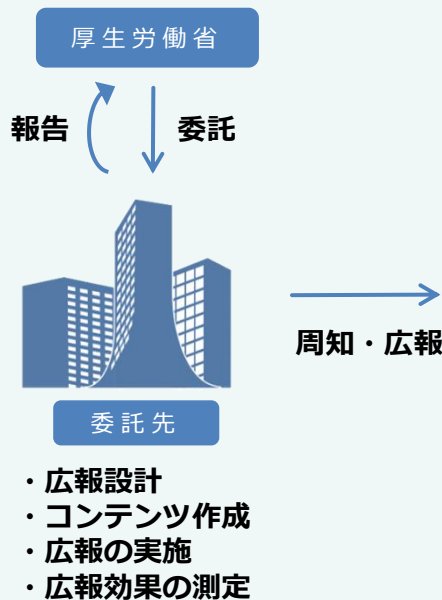 厚生労働省
報告
委託
周知・広報
委託先
・広報設計
・コンテンツ作成
・広報の実施
・広報効果の測定